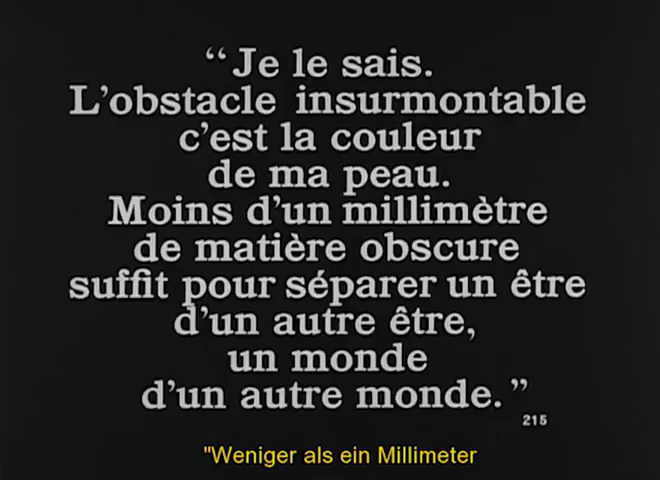 “Je le sais.
L’obstacle insurmontable
c’est la couleur
de ma peau.
Moins d’un millimètre
de matière obscure
suffit pour séparer un être
d’un autre être,
un monde
d’un autre monde.”
215
"Weniger als ein Millimeter